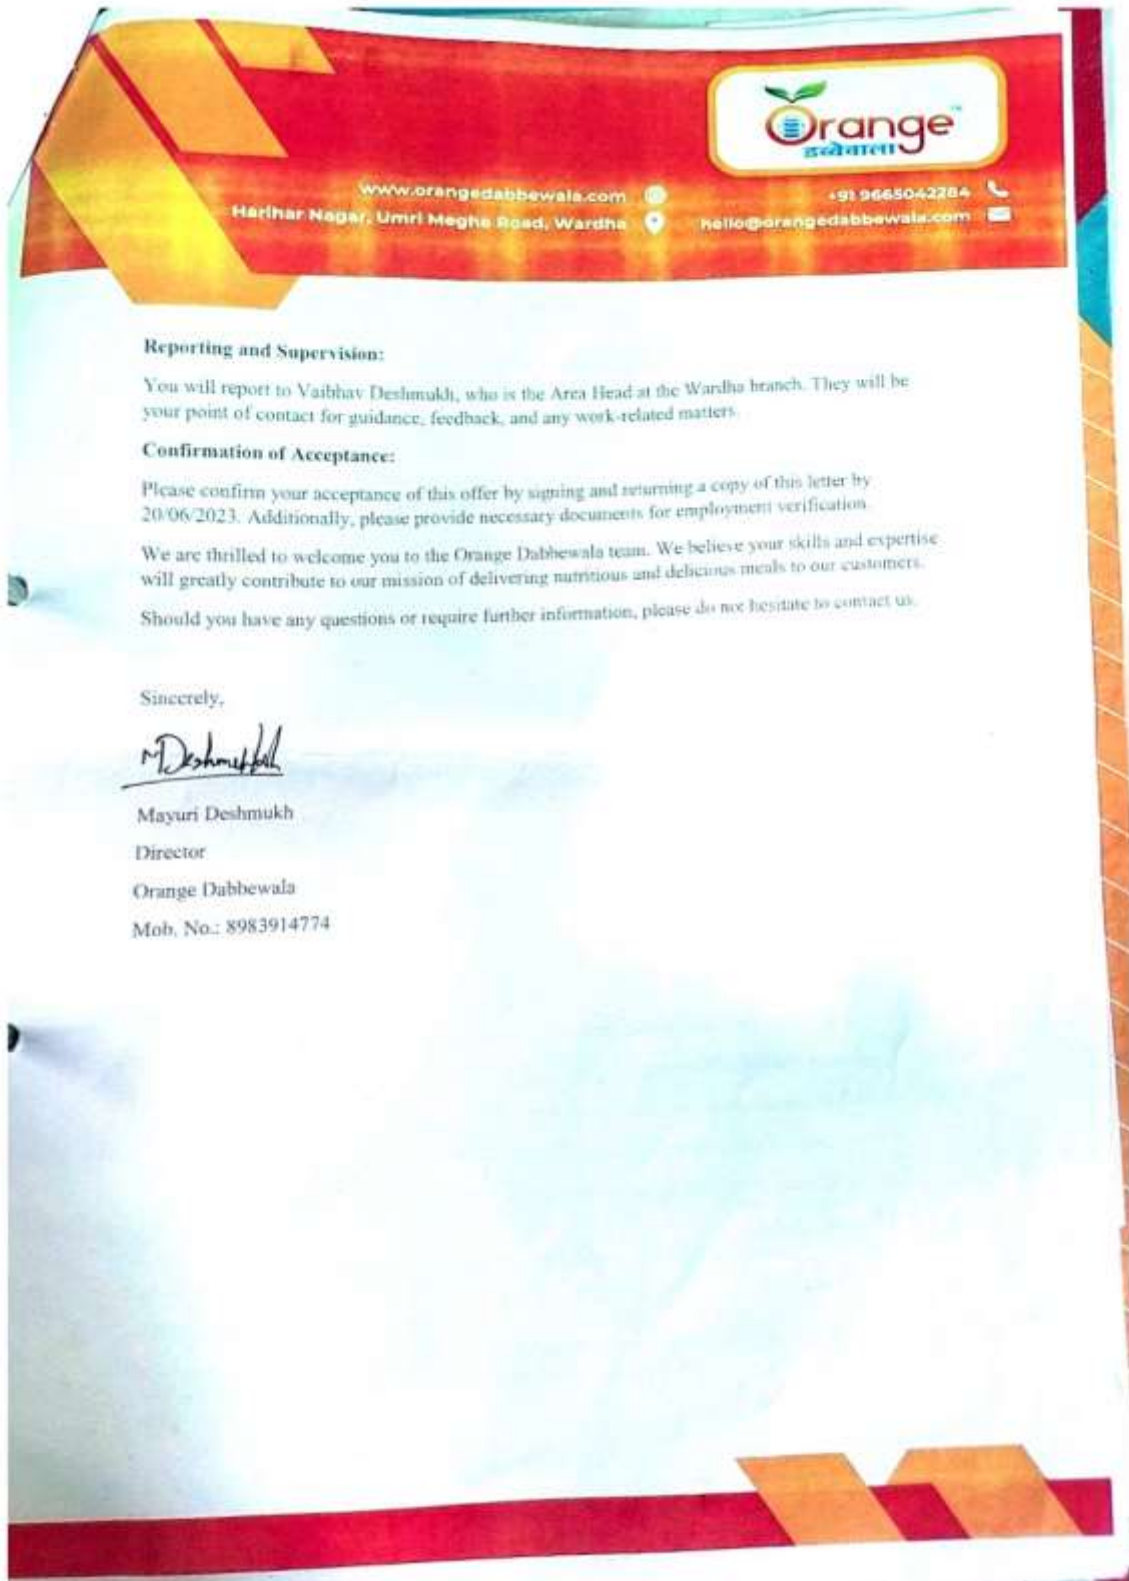 Orange™
डब्बेवाला
www.orangedabbewala.com
+91 9665042284
Harihar Nagar, Umri Meghe Road, Wardha
hello@orangedabbewala.com
Reporting and Supervision:
You will report to Vaibhav Deshmukh, who is the Area Head at the Wardha branch. They will be
your point of contact for guidance, feedback, and any work-related matters.
Confirmation of Acceptance:
Please confirm your acceptance of this offer by signing and returning a copy of this letter by
20/06/2023. Additionally, please provide necessary documents for employment verification.
We are thrilled to welcome you to the Orange Dabbewala team. We believe your skills and expertise
will greatly contribute to our mission of delivering nutritious and delicious meals to our customers.
Should you have any questions or require further information, please do not hesitate to contact us.
Sincerely,
MDeshmukh
Mayuri Deshmukh
Director
Orange Dabbewala
Mob. No.: 8983914774